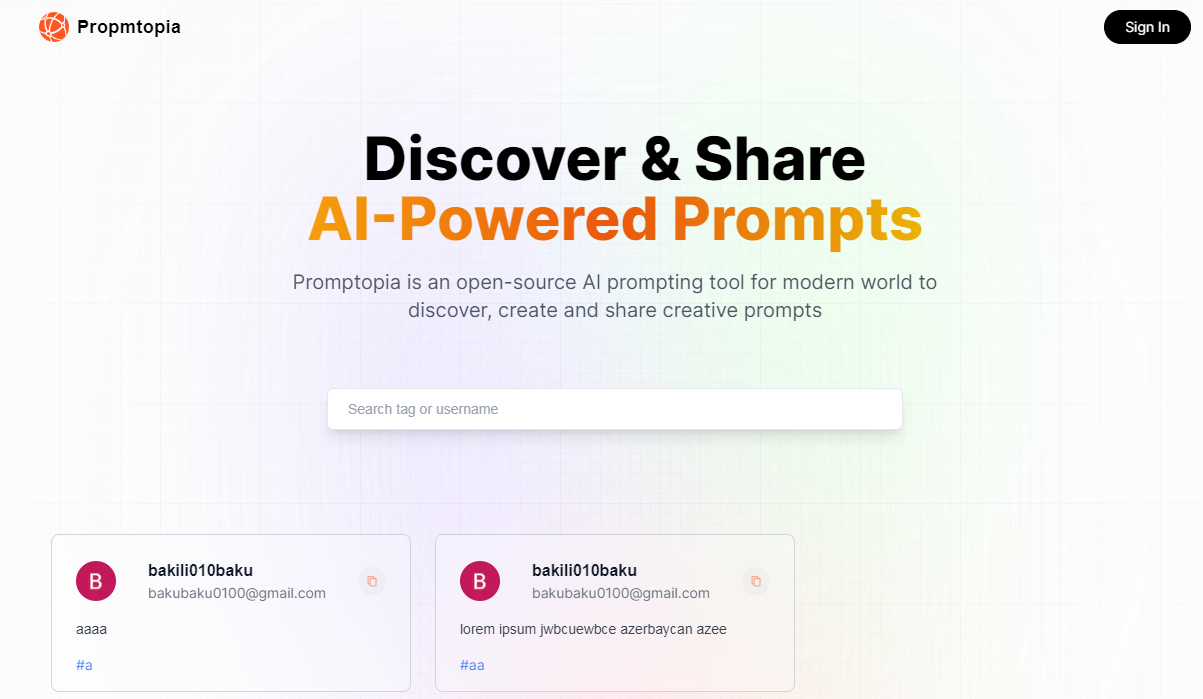 Propmtopia
Sign In
Discover & Share
AI-Powered Prompts
Promptopia is an open-source AI prompting tool for modern world to
discover, create and share creative prompts
Search tag or username
B
bakili010baku
bakubaku0100@gmail.com
aaaa
#a
B
bakili010baku
bakubaku0100@gmail.com
lorem ipsum jwbcuewbce azerbaycan azee
#aa